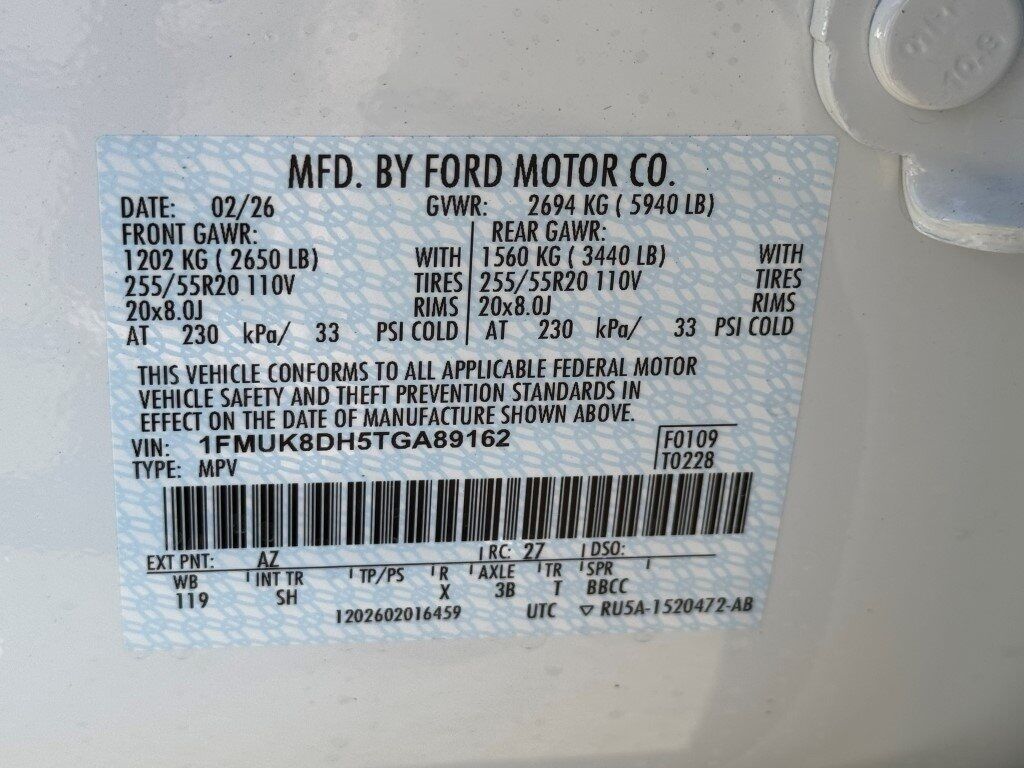 MFD. BY FORD MOTOR CO.
DATE: 02/26 GVWR: 2694 KG ( 5940 LB)
FRONT GAWR: REAR GAWR:
1202 KG ( 2650 LB) WITH 1560 KG ( 3440 LB) WITH
255/55R20 110V TIRES 255/55R20 110V TIRES
20x8.0J RIMS 20x8.0J RIMS
AT 230 kPa/ 33 PSI COLD AT 230 kPa/ 33 PSI COLD
THIS VEHICLE CONFORMS TO ALL APPLICABLE FEDERAL MOTOR
VEHICLE SAFETY AND THEFT PREVENTION STANDARDS IN
EFFECT ON THE DATE OF MANUFACTURE SHOWN ABOVE.
VIN: 1FMUK8DH5TGA89162 F0109
TYPE: MPV T0228
EXT PNT: AZ RC: 27 DSO:
WB INT TR TP/PS R AXLE TR SPR
119 SH X 3B T BBCC
1202602016459 UTC ▽ RU5A-1520472-AB
10.9